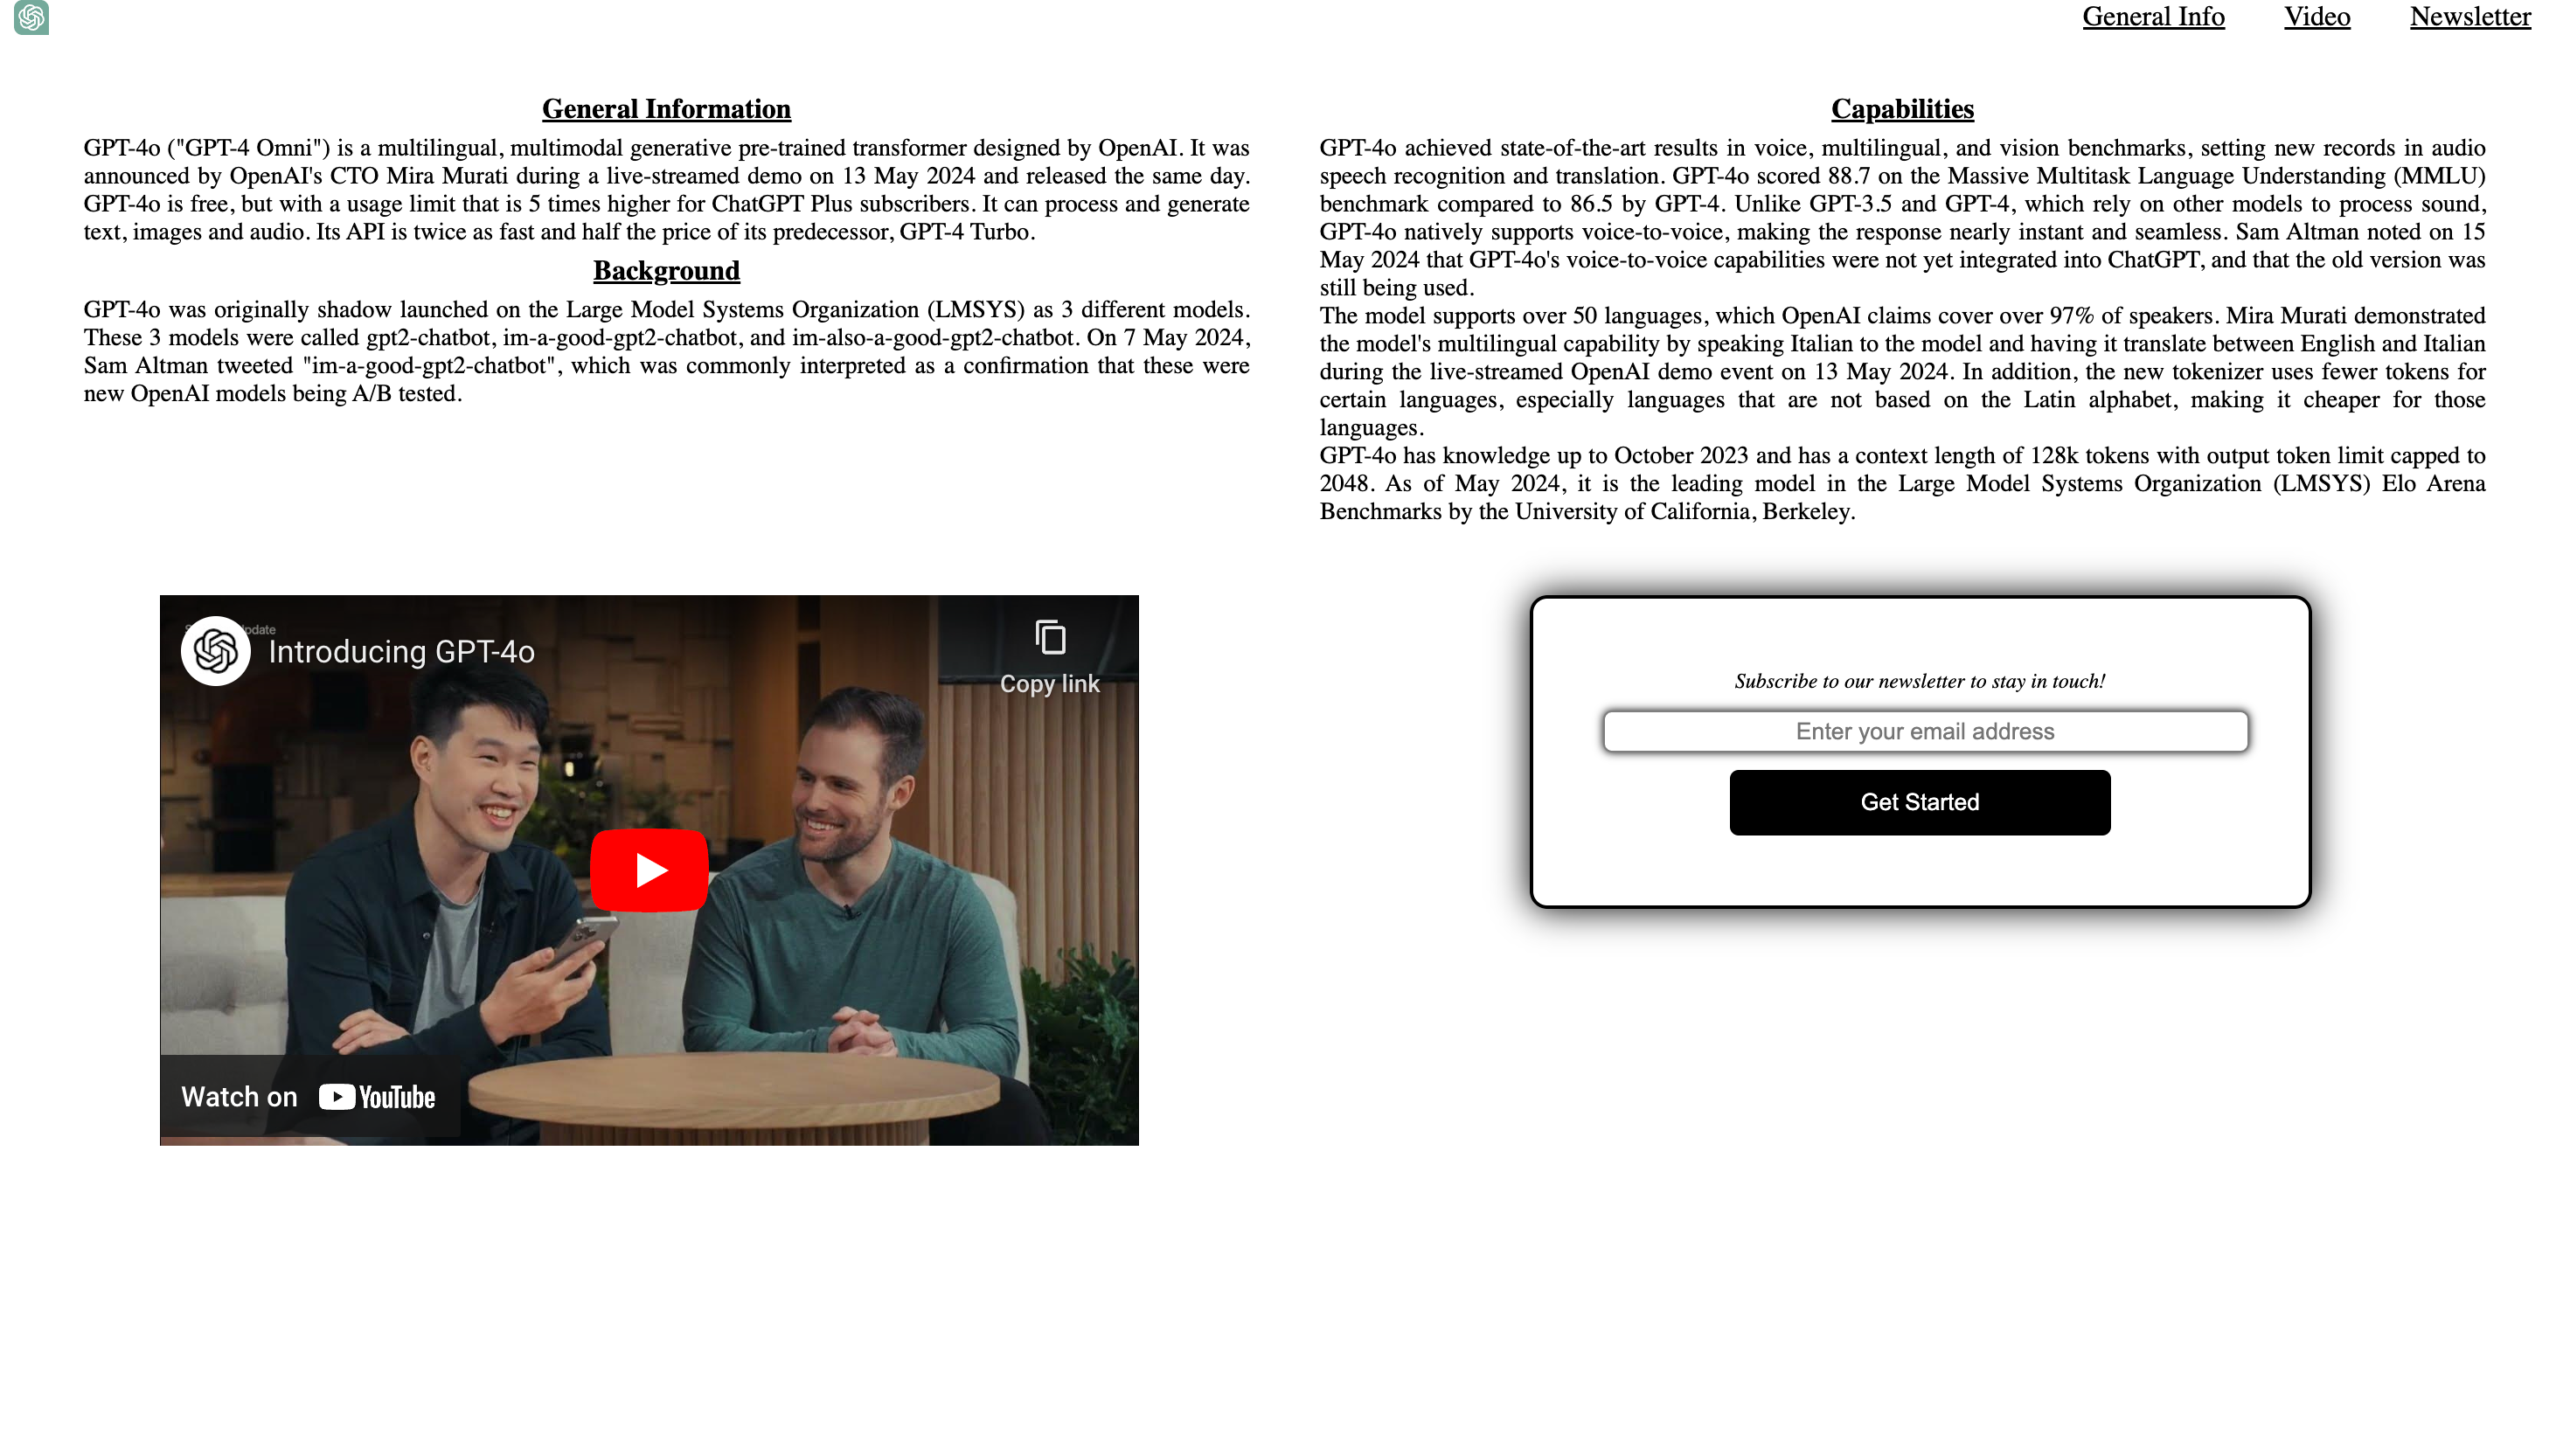 General Info
Video
Newsletter
General Information
GPT-4o ("GPT-4 Omni") is a multilingual, multimodal generative pre-trained transformer designed by OpenAI. It was
announced by OpenAI's CTO Mira Murati during a live-streamed demo on 13 May 2024 and released the same day.
GPT-4o is free, but with a usage limit that is 5 times higher for ChatGPT Plus subscribers. It can process and generate
text, images and audio. Its API is twice as fast and half the price of its predecessor, GPT-4 Turbo.
Background
GPT-4o was originally shadow launched on the Large Model Systems Organization (LMSYS) as 3 different models.
These 3 models were called gpt2-chatbot, im-a-good-gpt2-chatbot, and im-also-a-good-gpt2-chatbot. On 7 May 2024,
Sam Altman tweeted "im-a-good-gpt2-chatbot", which was commonly interpreted as a confirmation that these were
new OpenAI models being A/B tested.
Capabilities
GPT-4o achieved state-of-the-art results in voice, multilingual, and vision benchmarks, setting new records in audio
speech recognition and translation. GPT-4o scored 88.7 on the Massive Multitask Language Understanding (MMLU)
benchmark compared to 86.5 by GPT-4. Unlike GPT-3.5 and GPT-4, which rely on other models to process sound,
GPT-4o natively supports voice-to-voice, making the response nearly instant and seamless. Sam Altman noted on 15
May 2024 that GPT-4o's voice-to-voice capabilities were not yet integrated into ChatGPT, and that the old version was
still being used.
The model supports over 50 languages, which OpenAI claims cover over 97% of speakers. Mira Murati demonstrated
the model's multilingual capability by speaking Italian to the model and having it translate between English and Italian
during the live-streamed OpenAI demo event on 13 May 2024. In addition, the new tokenizer uses fewer tokens for
certain languages, especially languages that are not based on the Latin alphabet, making it cheaper for those
languages.
GPT-4o has knowledge up to October 2023 and has a context length of 128k tokens with output token limit capped to
2048. As of May 2024, it is the leading model in the Large Model Systems Organization (LMSYS) Elo Arena
Benchmarks by the University of California, Berkeley.
Introducing GPT-4o
Copy link
Watch on YouTube
Subscribe to our newsletter to stay in touch!
Enter your email address
Get Started